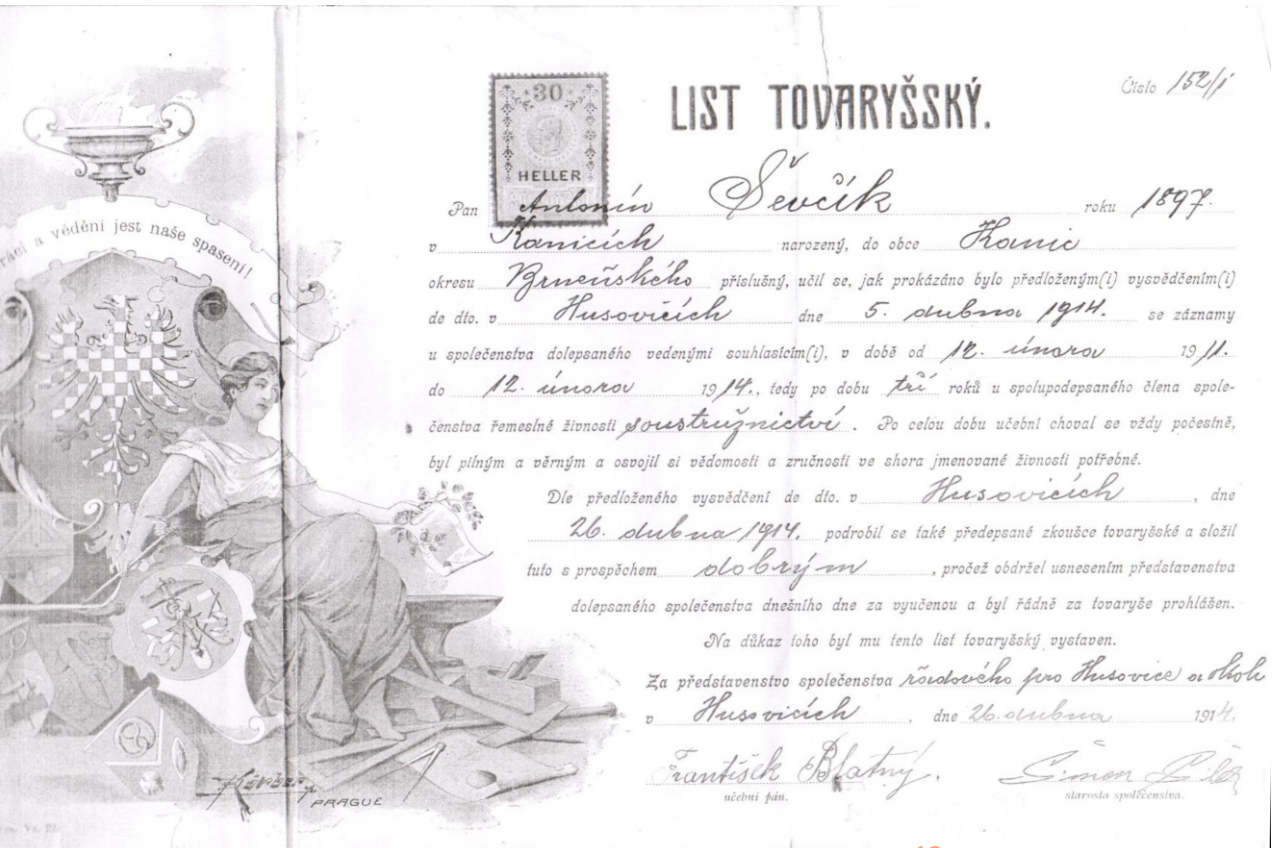 LIST TOVARYŠSKÝ.
Číslo 152/I
30
HELLER
Pan Antonín Ševčík roku 1897.
v Kanicích narozený, do obce Kanic
okresu Brněnského příslušný, učil se, jak prokázáno bylo předloženým(i) vysvědčením(i)
de dto. v Husovicích dne 5. dubna 1914. se záznamy
u společenstva dolepsaného vedenými souhlasícím(i), v době od 12. února 1911.
do 12. února 1914., tedy po dobu tří roků u spolupodepsaného člena spole-
čenstva řemeslné živnosti soustružnictví. Po celou dobu učební choval se vždy počestně,
byl pilným a věrným a osvojil si vědomosti a zručnosti ve shora jmenované živnosti potřebné.
Dle předloženého vysvědčení de dto. v Husovicích, dne
26. dubna 1914. podrobil se také předepsané zkoušce tovaryšské a složil
tuto s prospěchem dobrým, pročež obdržel usnesením představenstva
dolepsaného společenstva dnešního dne za vyučenou a byl řádně za tovaryše prohlášen.
Na důkaz toho byl mu tento list tovaryšský vystaven.
Za představenstvo společenstva řádového pro Husovice a okolí
v Husovicích, dne 26. dubna 1914.
František Blatný.
učební pán.
Šimon
starosta společenstva.
práci a vědění jest naše spasení!
PRAGUE